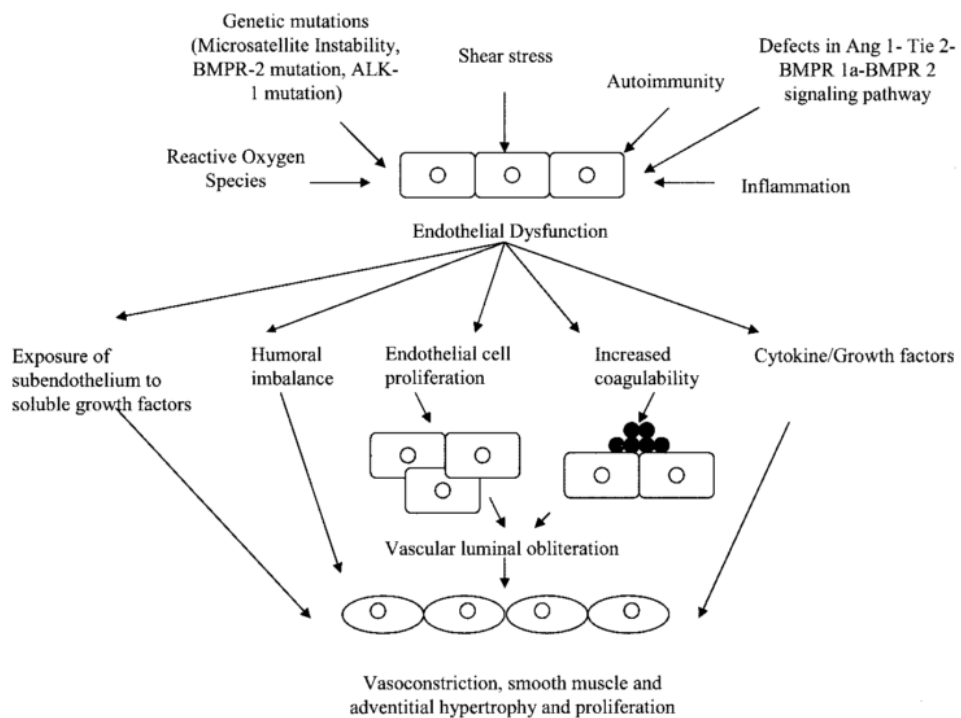 Genetic mutations
(Microsatellite Instability,
BMPR-2 mutation, ALK-
1 mutation)
Shear stress
Autoimmunity
Defects in Ang 1- Tie 2-
BMPR 1a-BMPR 2
signaling pathway
Reactive Oxygen
Species
Inflammation
Endothelial Dysfunction
Exposure of
subendothelium to
soluble growth factors
Humoral
imbalance
Endothelial cell
proliferation
Increased
coagulability
Cytokine/Growth factors
Vascular luminal obliteration
Vasoconstriction, smooth muscle and
adventitial hypertrophy and proliferation